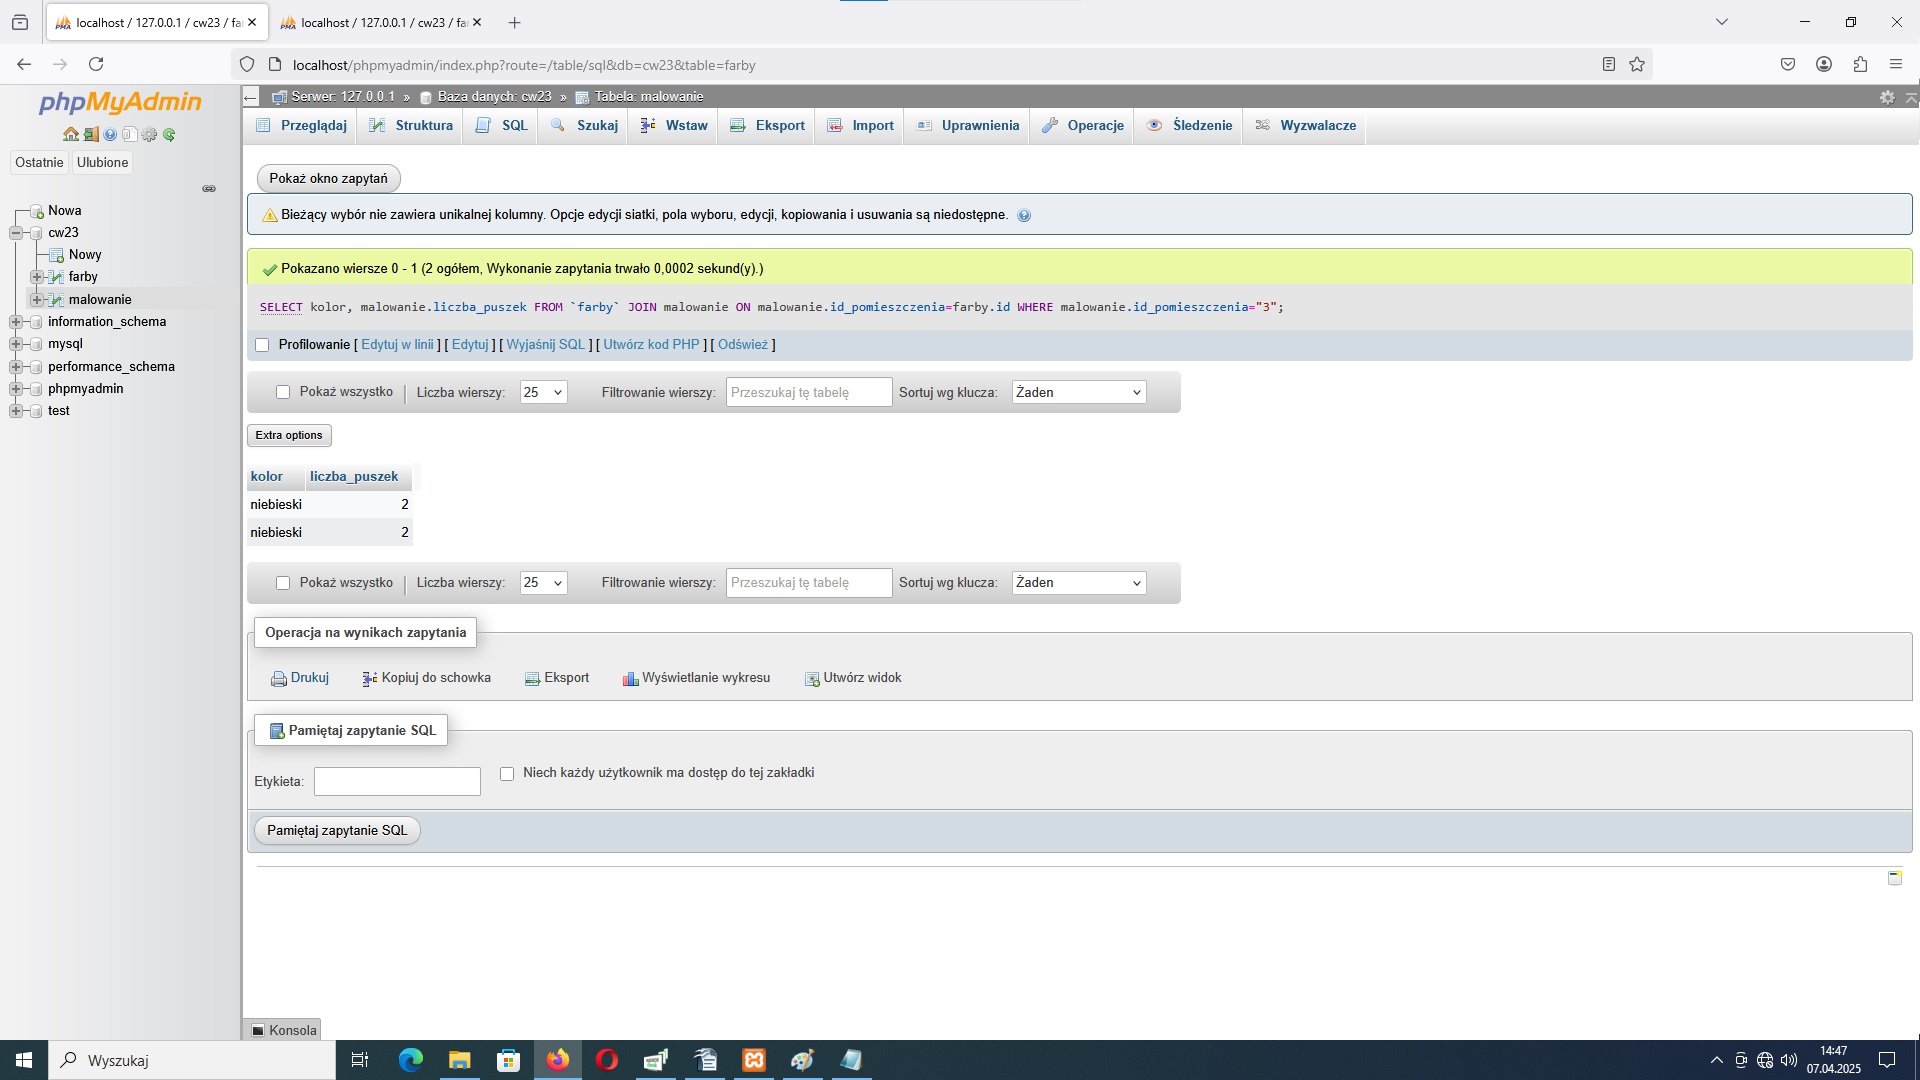 localhost / 127.0.0.1 / cw23 / fa
localhost / 127.0.0.1 / cw23 / fa
localhost/phpmyadmin/index.php?route=/table/sql&db=cw23&table=farby
phpMyAdmin
Ostatnie
Ulubione
Nowa
cw23
Nowy
farby
malowanie
information_schema
mysql
performance_schema
phpmyadmin
test
Serwer: 127.0.0.1 » Baza danych: cw23 » Tabela: malowanie
Przeglądaj Struktura SQL Szukaj Wstaw Eksport Import Uprawnienia Operacje Śledzenie Wyzwalacze
Pokaż okno zapytań
Bieżący wybór nie zawiera unikalnej kolumny. Opcje edycji siatki, pola wyboru, edycji, kopiowania i usuwania są niedostępne.
Pokazano wiersze 0 - 1 (2 ogółem, Wykonanie zapytania trwało 0,0002 sekund(y).)
SELECT kolor, malowanie.liczba_puszek FROM `farby` JOIN malowanie ON malowanie.id_pomieszczenia=farby.id WHERE malowanie.id_pomieszczenia="3";
Profilowanie [ Edytuj w linii ] [ Edytuj ] [ Wyjaśnij SQL ] [ Utwórz kod PHP ] [ Odśwież ]
Pokaż wszystko Liczba wierszy: 25 Filtrowanie wierszy: Przeszukaj tę tabelę Sortuj wg klucza: Żaden
Extra options
kolor liczba_puszek
niebieski 2
niebieski 2
Pokaż wszystko Liczba wierszy: 25 Filtrowanie wierszy: Przeszukaj tę tabelę Sortuj wg klucza: Żaden
Operacja na wynikach zapytania
Drukuj Kopiuj do schowka Eksport Wyświetlanie wykresu Utwórz widok
Pamiętaj zapytanie SQL
Etykieta: Niech każdy użytkownik ma dostęp do tej zakładki
Pamiętaj zapytanie SQL
Konsola
Wyszukaj
14:47
07.04.2025